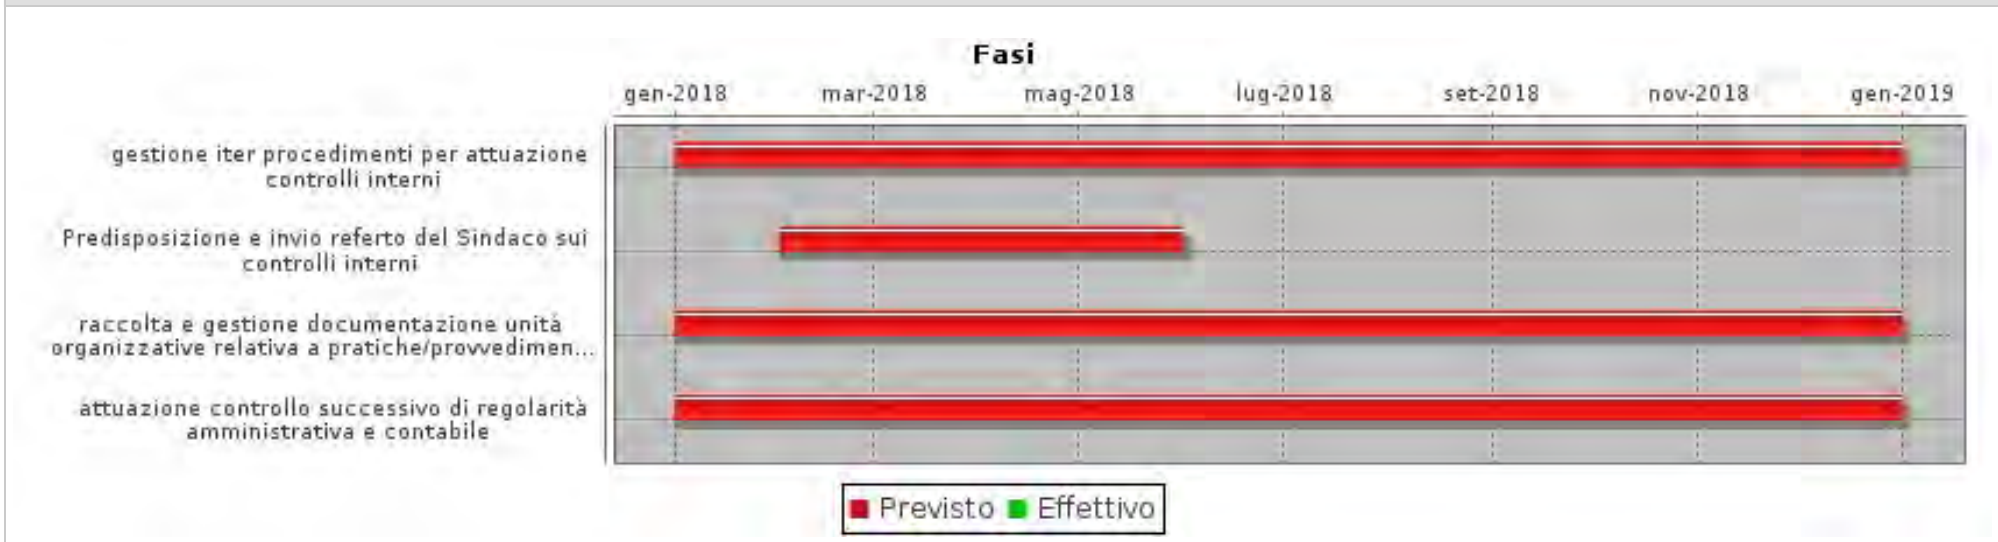 Fasi
gen-2018 mar-2018 mag-2018 lug-2018 set-2018 nov-2018 gen-2019
gestione iter procedimenti per attuazione
controlli interni
Predisposizione e invio referto del Sindaco sui
controlli interni
raccolta e gestione documentazione unità
organizzative relativa a pratiche/provvedimen...
attuazione controllo successivo di regolarità
amministrativa e contabile
Previsto Effettivo